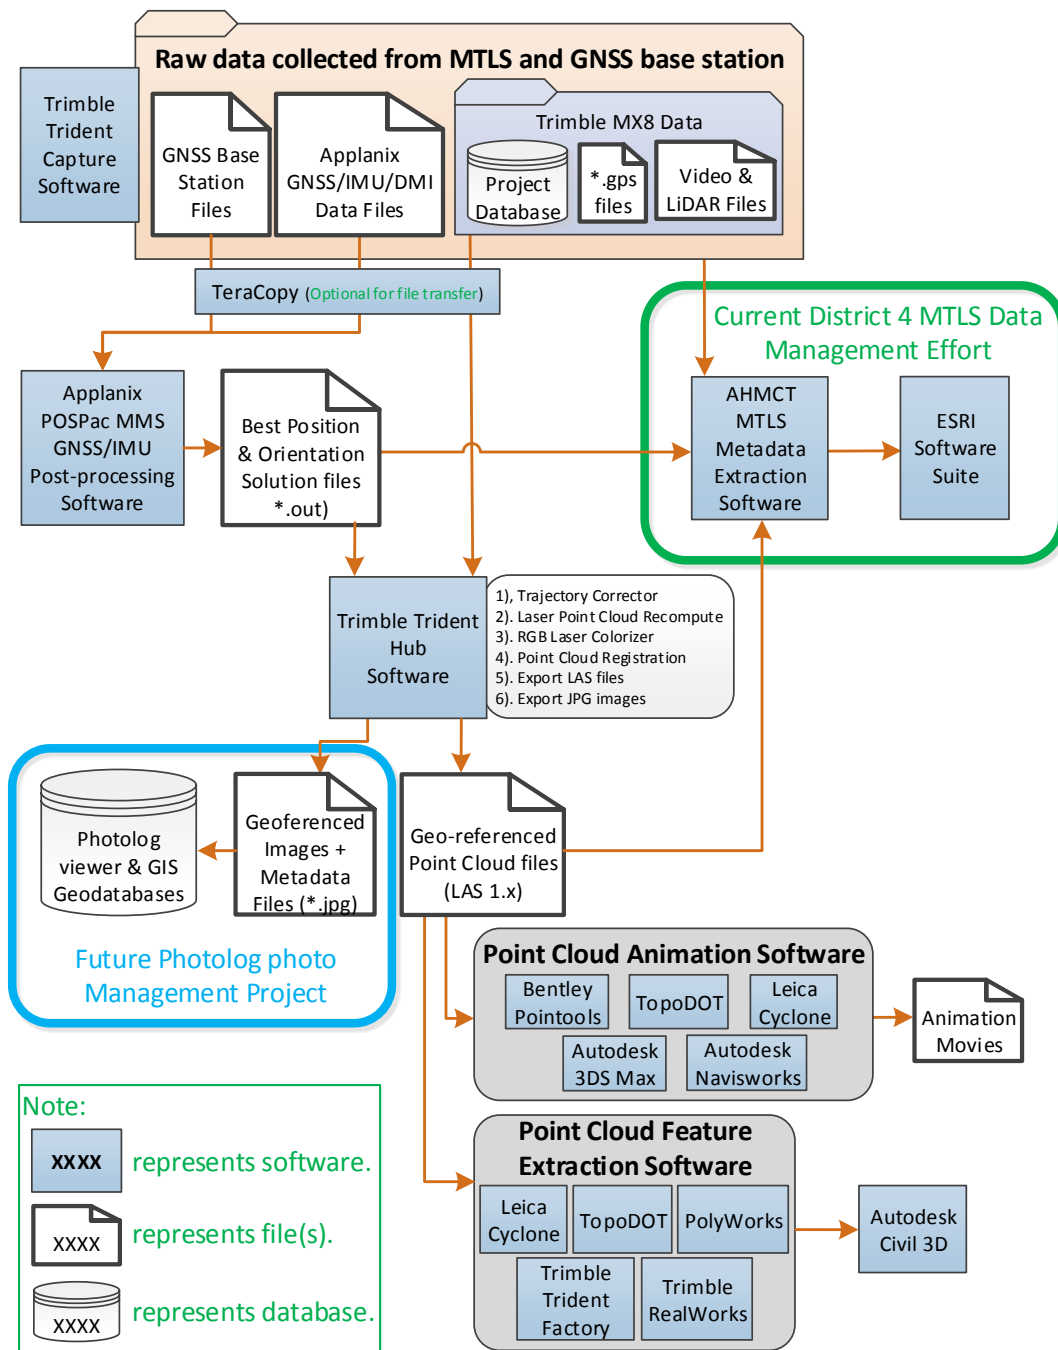 Raw data collected from MTLS and GNSS base station
Trimble
Trident
Capture
Software
GNSS Base
Station
Files
Applanix
GNSS/IMU/DMI
Data Files
Trimble MX8 Data
Project
Database
*.gps
files
Video &
LiDAR Files
TeraCopy (Optional for file transfer)
Current District 4 MTLS Data
Management Effort
Applanix
POSPac MMS
GNSS/IMU
Post-processing
Software
Best Position
& Orientation
Solution files
*.out)
AHMCT
MTLS
Metadata
Extraction
Software
ESRI
Software
Suite
Trimble Trident
Hub
Software
1), Trajectory Corrector
2). Laser Point Cloud Recompute
3). RGB Laser Colorizer
4). Point Cloud Registration
5). Export LAS files
6). Export JPG images
Photolog
viewer & GIS
Geodatabases
Geoferenced
Images +
Metadata
Files (*.jpg)
Geo-referenced
Point Cloud files
(LAS 1.x)
Future Photolog photo
Management Project
Point Cloud Animation Software
Bentley
Pointools
TopoDOT
Leica
Cyclone
Autodesk
3DS Max
Autodesk
Navisworks
Animation
Movies
Point Cloud Feature
Extraction Software
Leica
Cyclone
TopoDOT
PolyWorks
Trimble
Trident
Factory
Trimble
RealWorks
Autodesk
Civil 3D
Note:
XXXX
represents software.
XXXX
represents file(s).
XXXX
represents database.